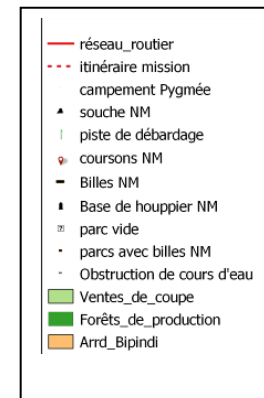 réseau_routier
itinéraire mission
campement Pygmée
souche NM
piste de débardage
coursons NM
Billes NM
Base de houppier NM
parc vide
parcs avec billes NM
Obstruction de cours d'eau
Ventes_de_coupe
Forêts_de_production
Arrd_Bipindi